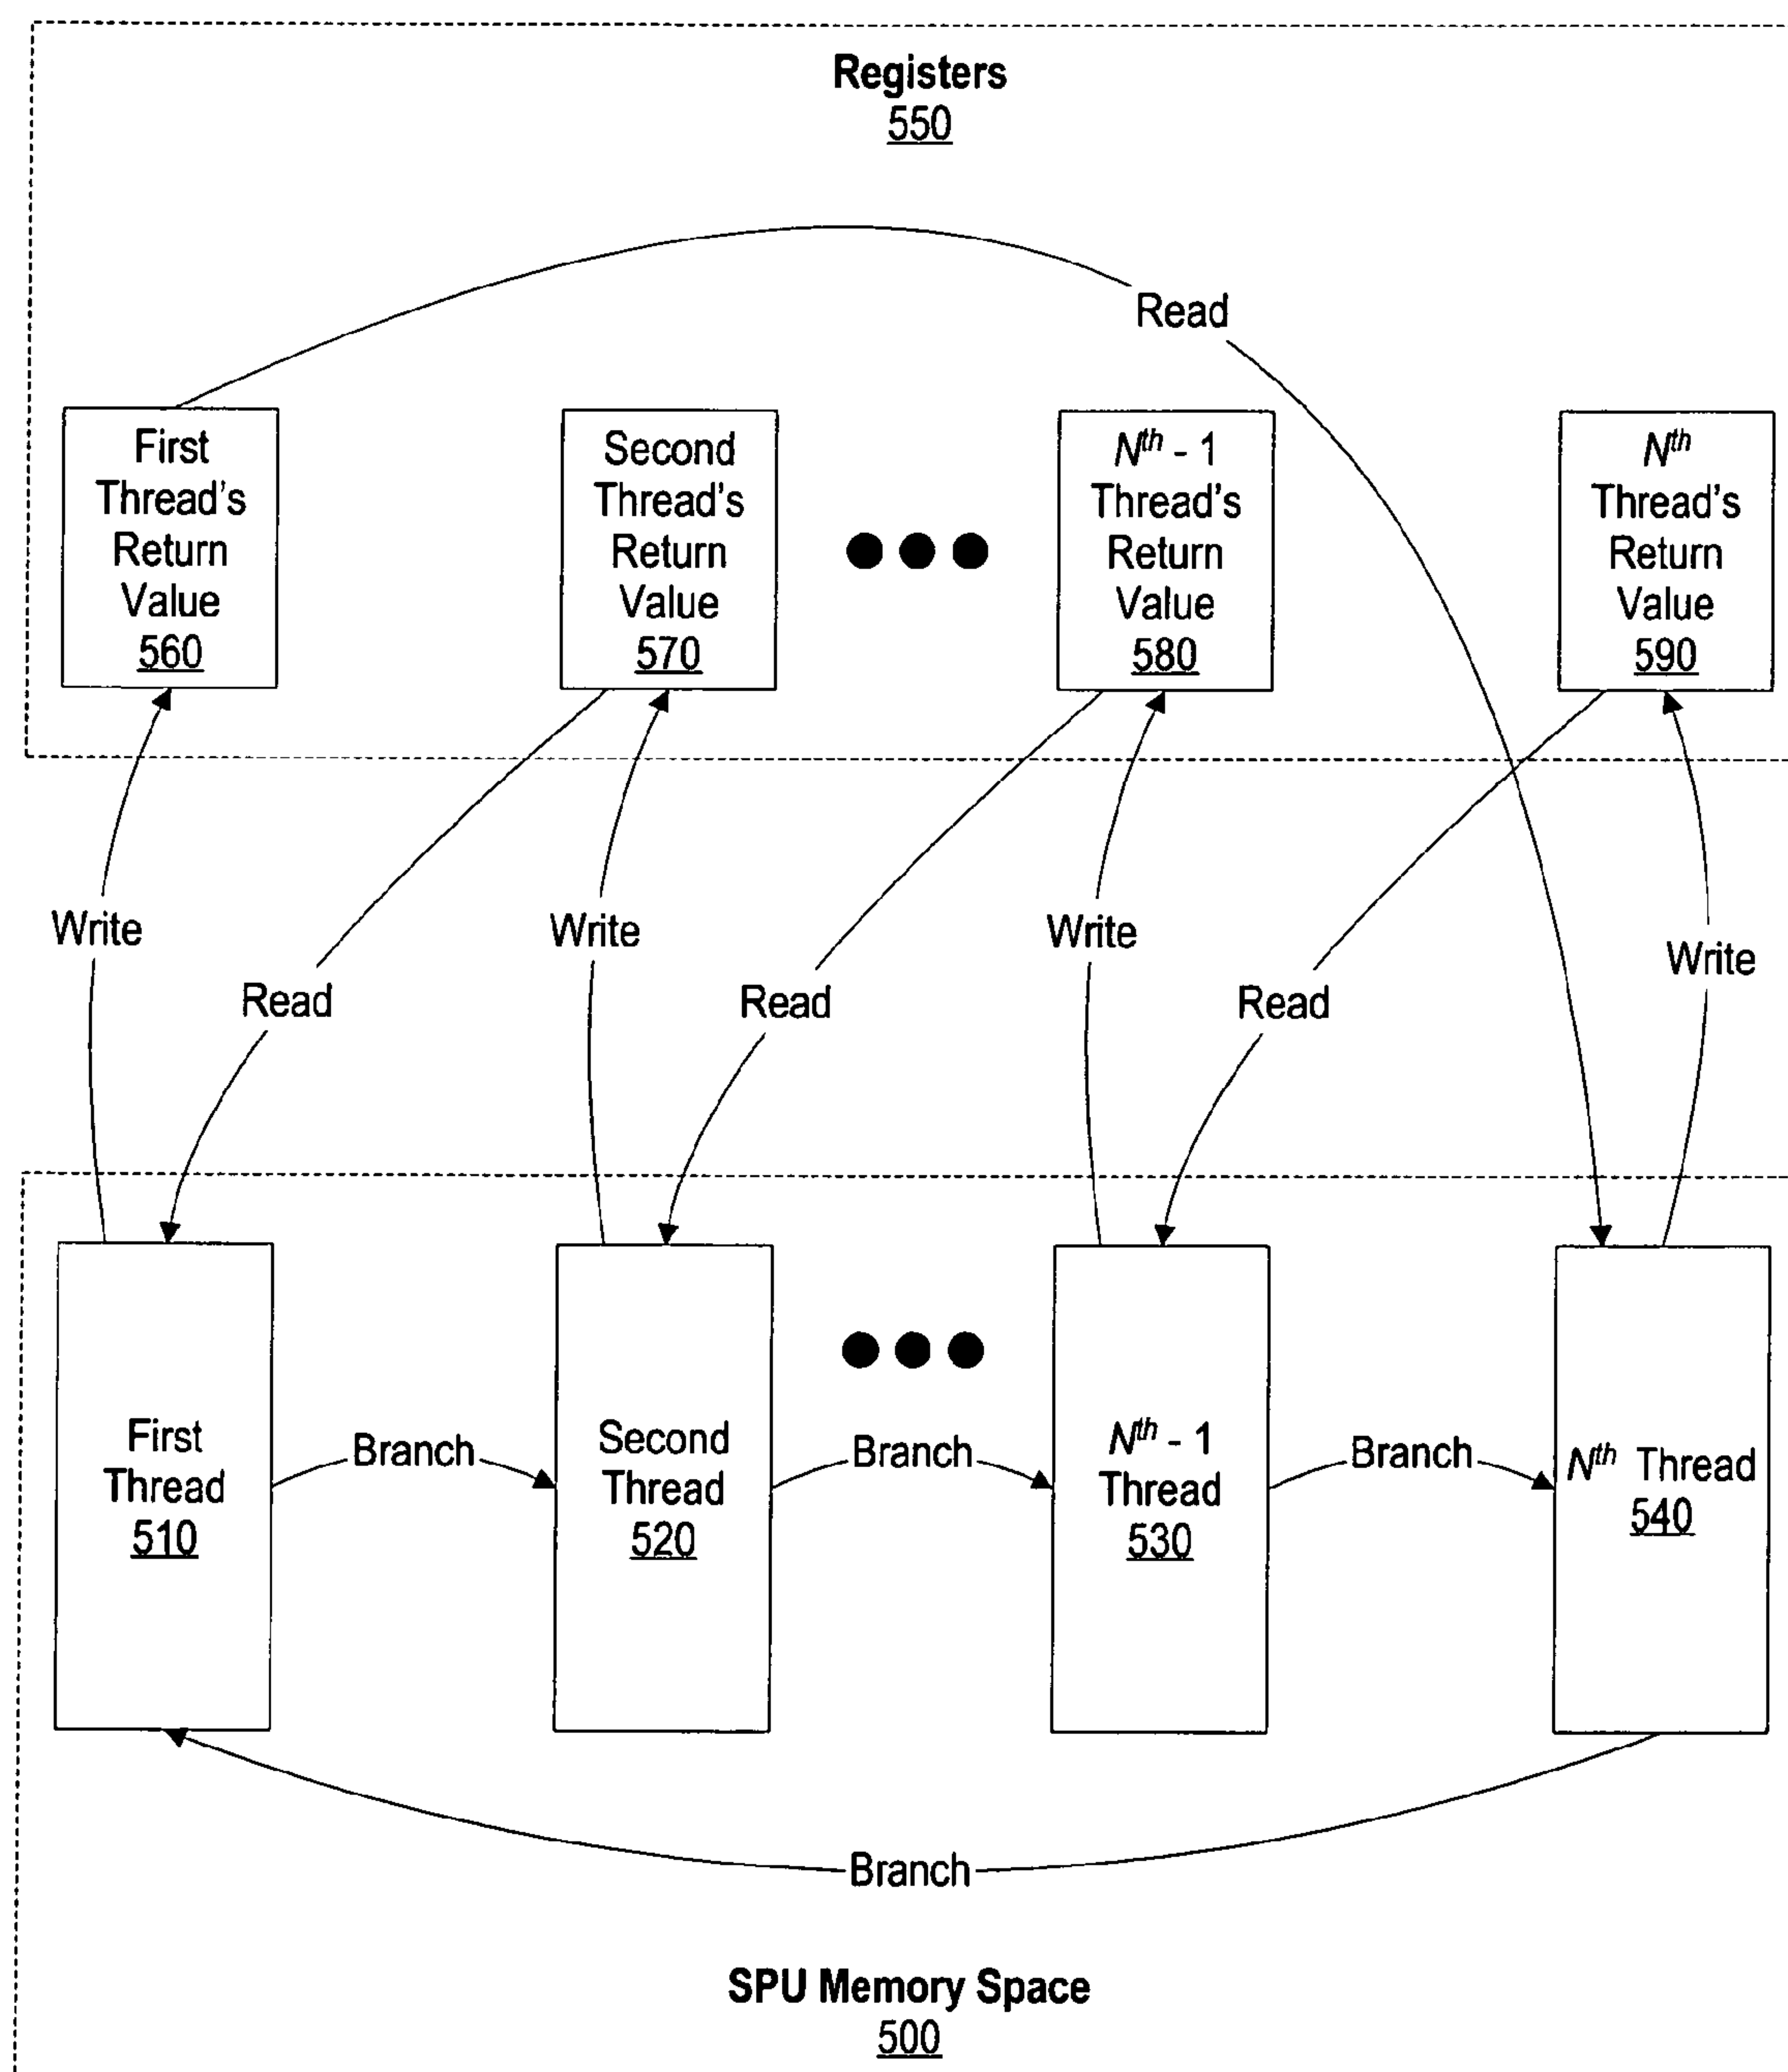 Registers
550
Read
First
Thread's
Return
Value
560
Second
Thread's
Return
Value
570
Nth - 1
Thread's
Return
Value
580
Nth
Thread's
Return
Value
590
Write
Read
Write
Read
Write
Read
Write
First
Thread
510
Branch
Second
Thread
520
Branch
Nth - 1
Thread
530
Branch
Nth Thread
540
Branch
SPU Memory Space
500